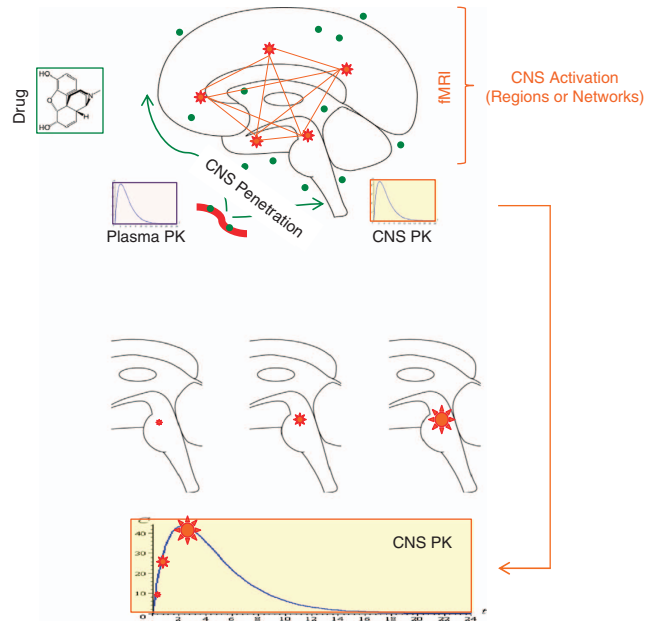 Drug
HO
O
N
H
HO
fMRI
CNS Activation
(Regions or Networks)
CNS Penetration
Plasma PK
CNS PK
C
40
30
10
0
2
4
6
8
10
12
14
16
18
20
22
24
t
CNS PK